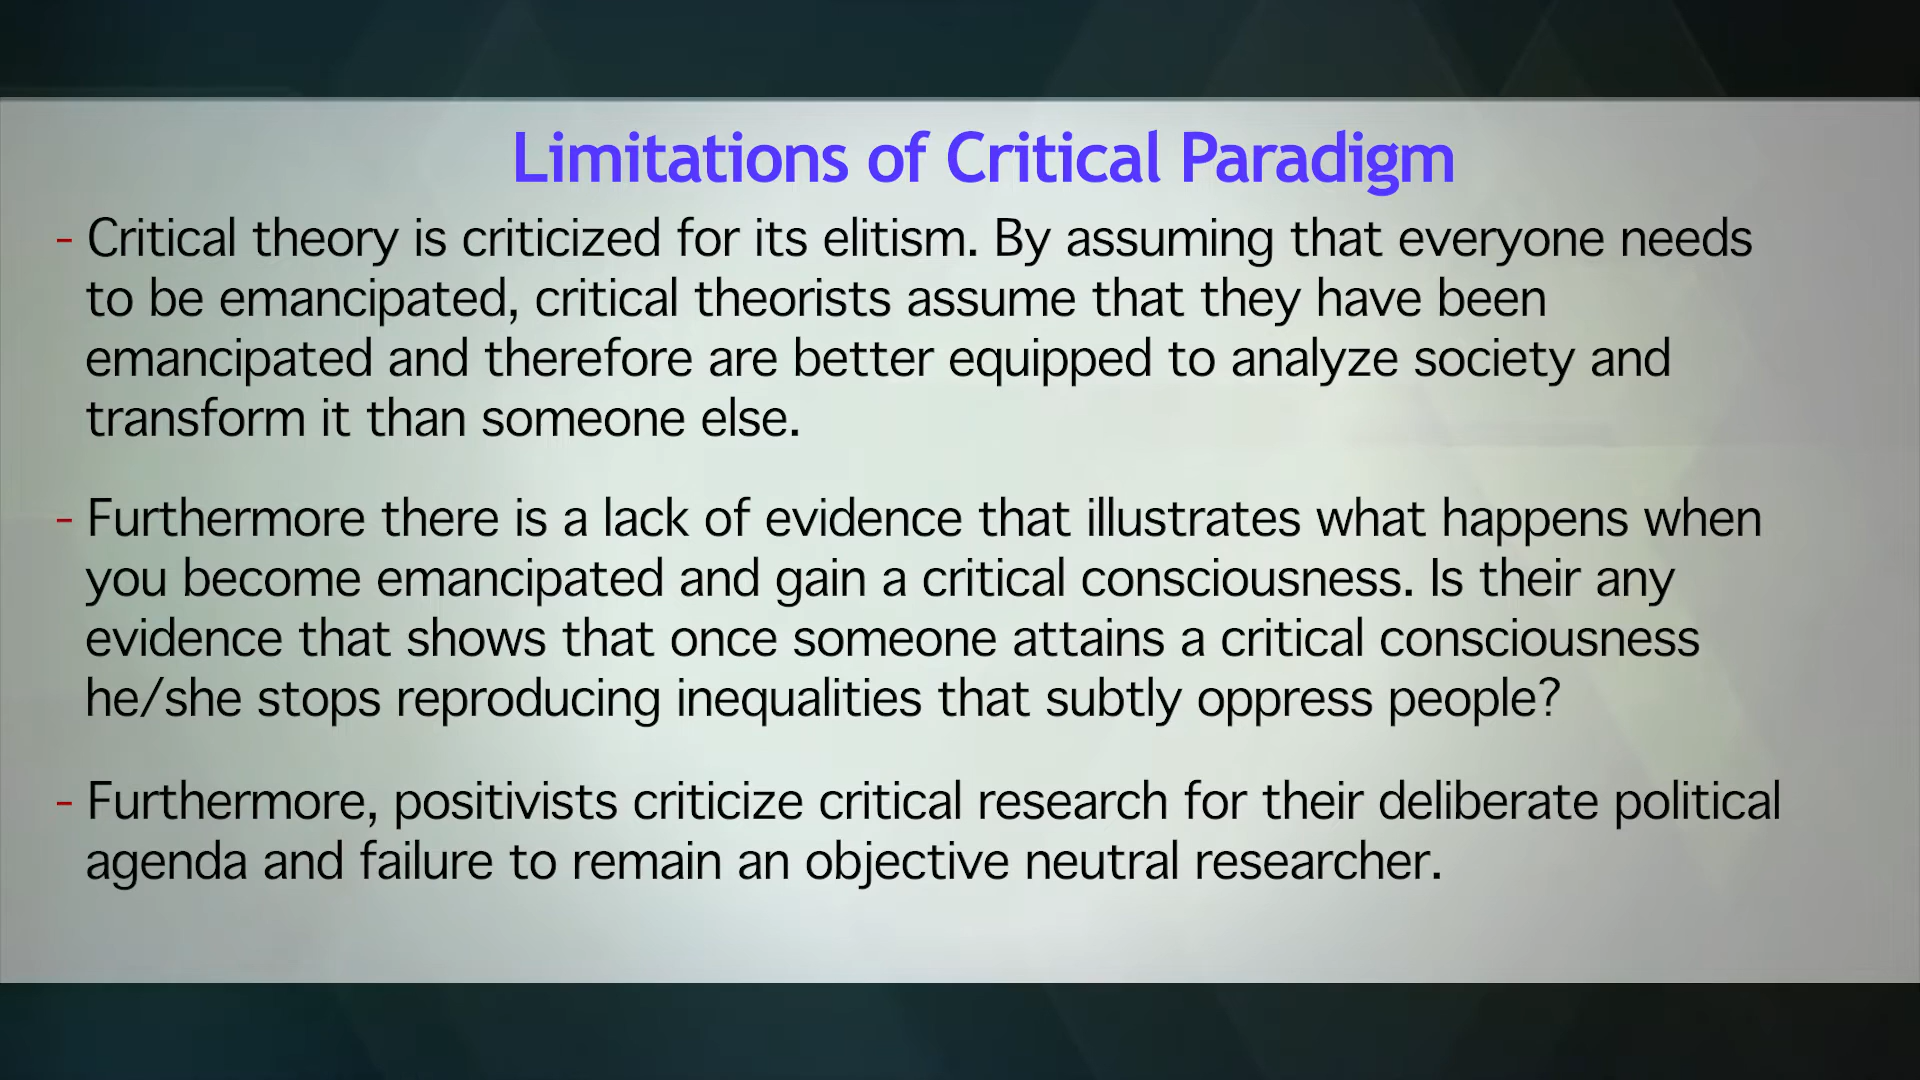 Limitations of Critical Paradigm
- Critical theory is criticized for its elitism. By assuming that everyone needs
to be emancipated, critical theorists assume that they have been
emancipated and therefore are better equipped to analyze society and
transform it than someone else.
- Furthermore there is a lack of evidence that illustrates what happens when
you become emancipated and gain a critical consciousness. Is their any
evidence that shows that once someone attains a critical consciousness
he/she stops reproducing inequalities that subtly oppress people?
- Furthermore, positivists criticize critical research for their deliberate political
agenda and failure to remain an objective neutral researcher.